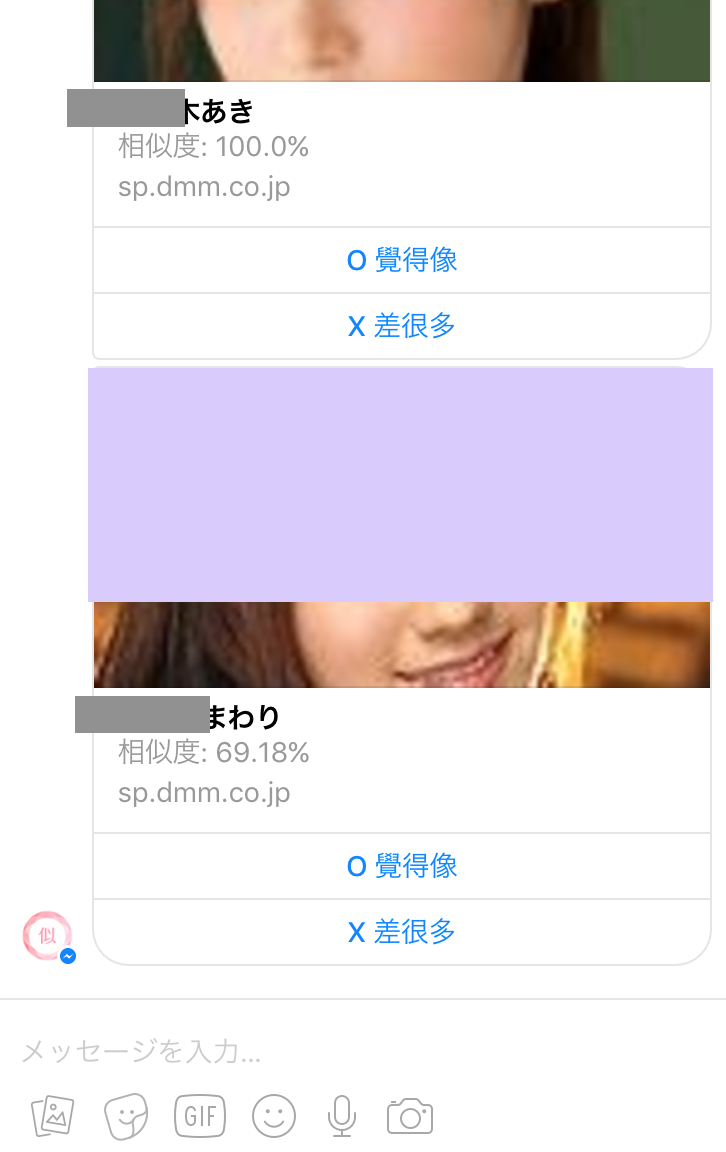 木あき
相似度: 100.0%
sp.dmm.co.jp
O 覺得像
X 差很多
まわり
相似度: 69.18%
sp.dmm.co.jp
O 覺得像
X 差很多
似
メッセージを入力...
GIF